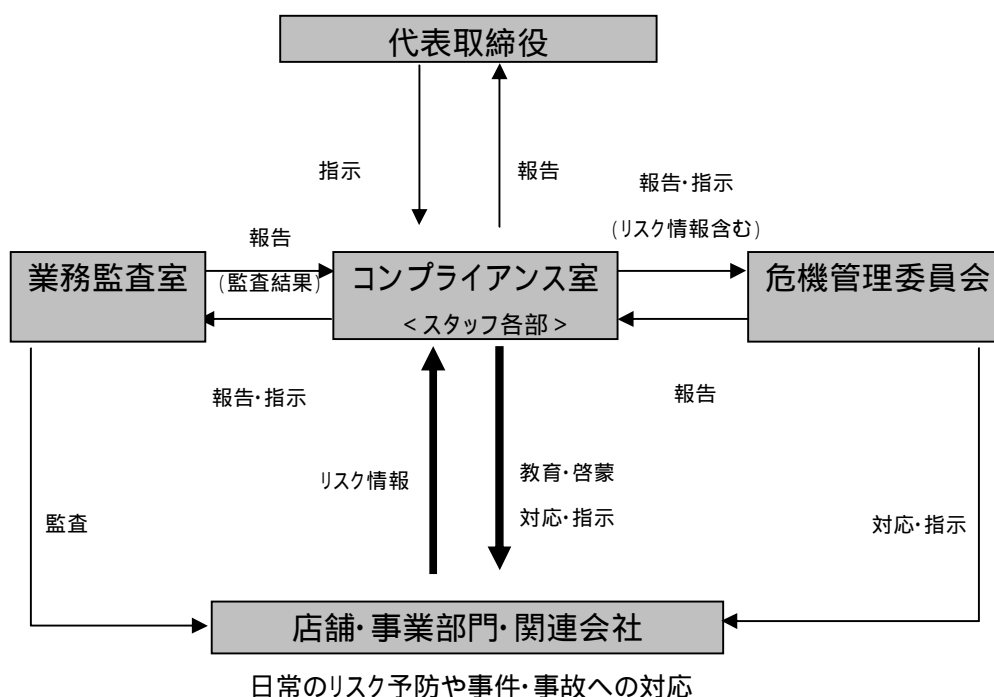 代表取締役
指示
報告
報告・指示
(リスク情報含む)
報告
(監査結果)
業務監査室
コンプライアンス室
<スタッフ各部>
危機管理委員会
報告・指示
報告
リスク情報
教育・啓蒙
対応・指示
監査
対応・指示
店舗・事業部門・関連会社
日常のリスク予防や事件・事故への対応